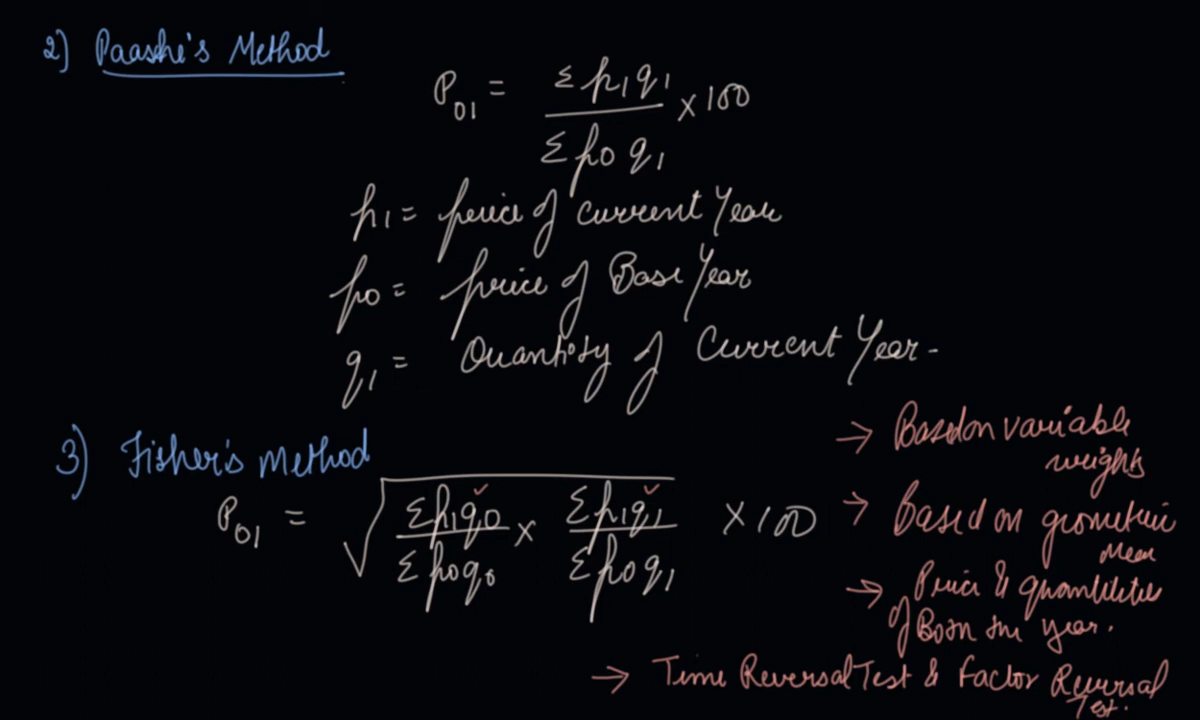 2) Paashe's Method
P01 = Σp1q1 / Σp0q1 × 100
p1 = price of Current Year
p0 = price of Base Year
q1 = Quantity of Current Year.
3) Fisher's Method
P01 = √(Σp1q0 / Σp0q0 × Σp1q1 / Σp0q1) × 100
→ Based on variable
weights
→ Based on geometric
Mean
→ Price & quantities
of Both the year.
→ Time Reversal Test & Factor Reversal
Test.